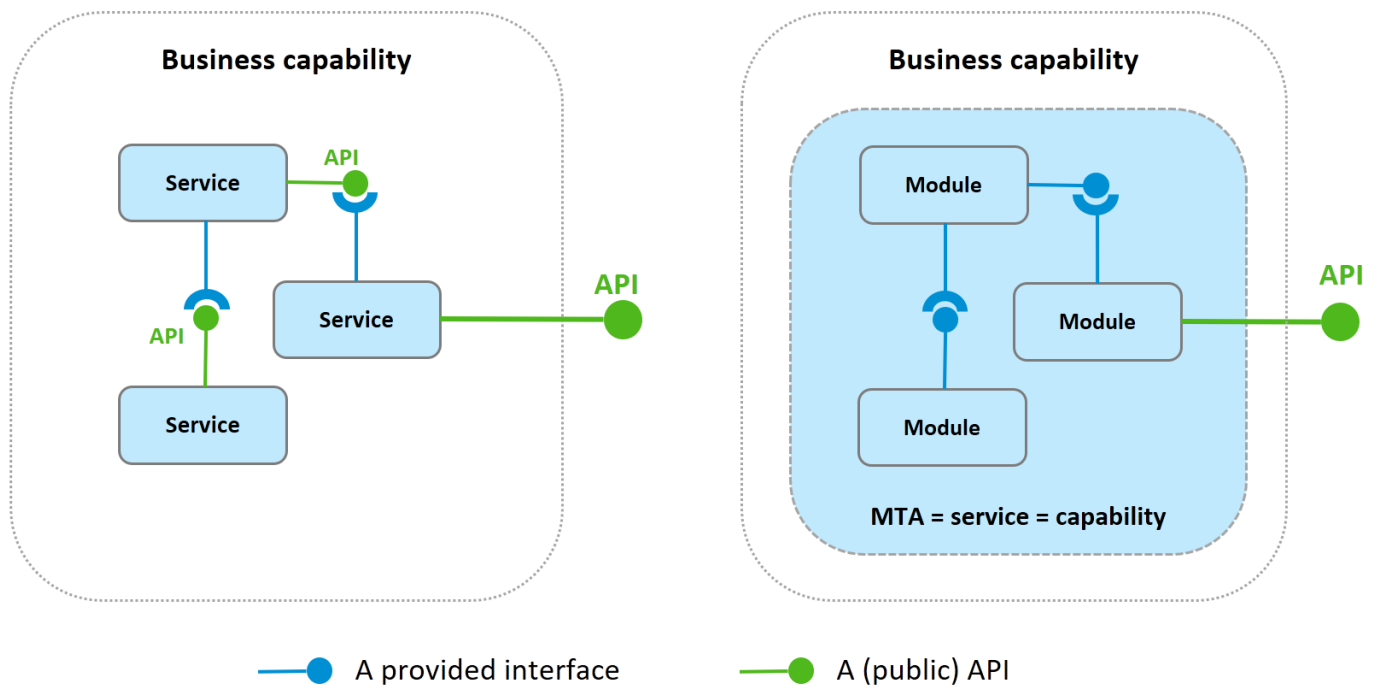 Business capability
Service
API
API
Service
API
Service
Business capability
Module
Module
API
Module
MTA = service = capability
A provided interface
A (public) API